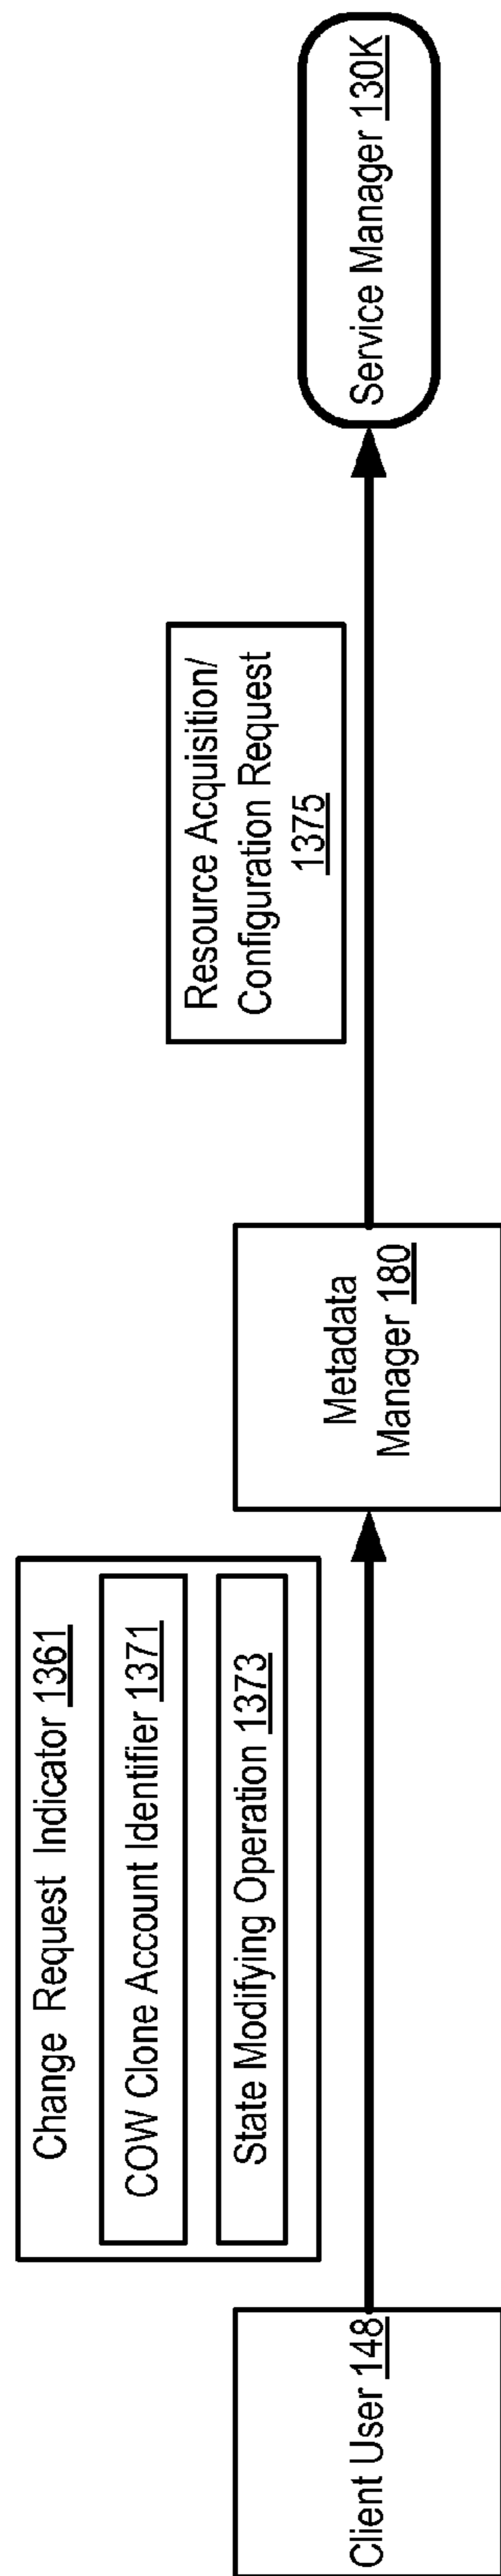 Change Request Indicator 1361
COW Clone Account Identifier 1371
State Modifying Operation 1373
Client User 148
Metadata
Manager 180
Resource Acquisition/
Configuration Request
1375
Service Manager 130K